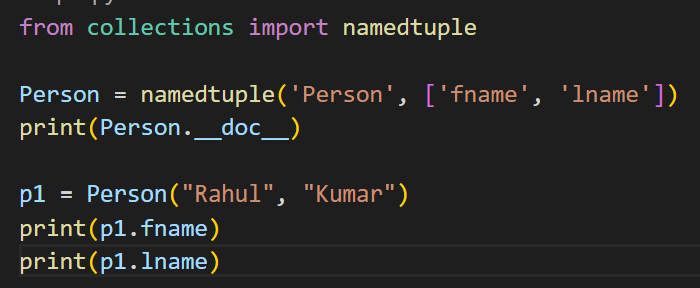 from collections import namedtuple
Person = namedtuple('Person', ['fname', 'lname'])
print(Person.__doc__)
p1 = Person("Rahul", "Kumar")
print(p1.fname)
print(p1.lname)